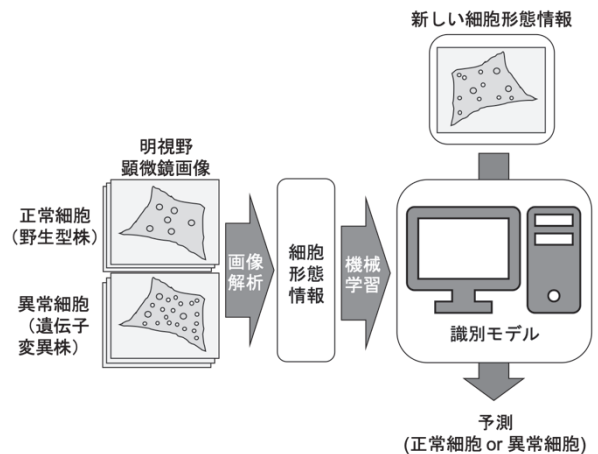 新しい細胞形態情報
明視野
顕微鏡画像
正常細胞
（野生型株）
異常細胞
（遺伝子
変異株）
画像
解析
細胞
形態
情報
機械
学習
識別モデル
予測
(正常細胞 or 異常細胞)